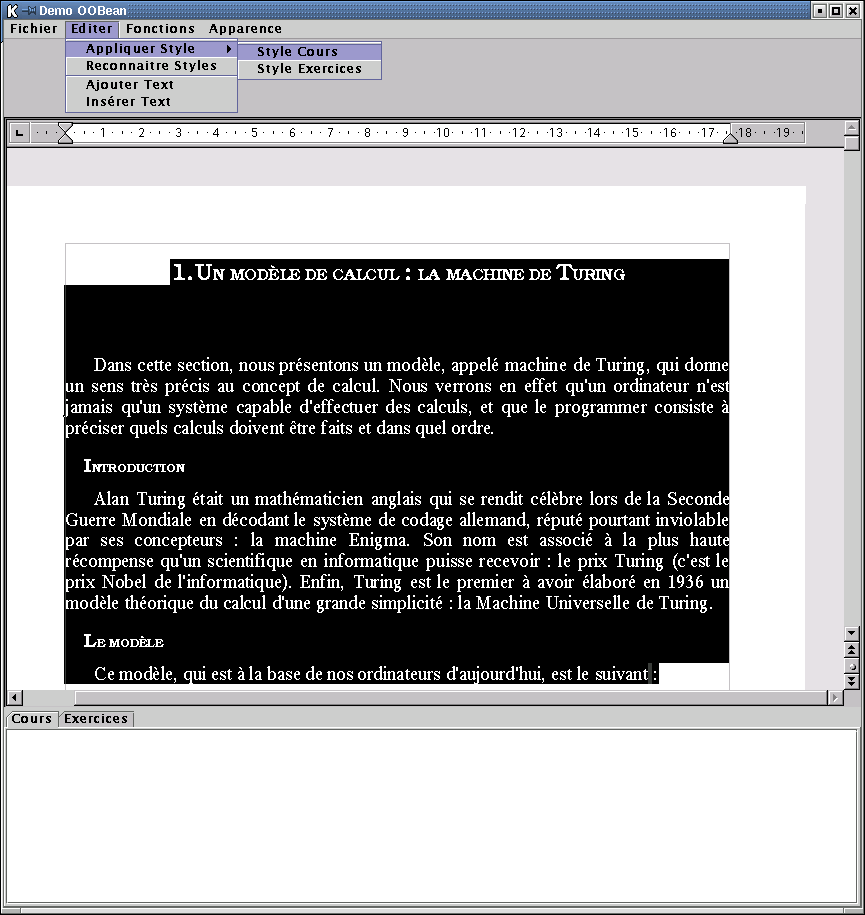 Demo OOBean
Fichier Editer Fonctions Apparence
Appliquer Style
Style Cours
Reconnaitre Styles
Style Exercices
Ajouter Text
Insérer Text
1 2 3 4 5 6 7 8 9 10 11 12 13 14 15 16 17 18 19
1. Un modèle de calcul : la machine de Turing
Dans cette section, nous présentons un modèle, appelé machine de Turing, qui donne
un sens très précis au concept de calcul. Nous verrons en effet qu'un ordinateur n'est
jamais qu'un système capable d'effectuer des calculs, et que le programmer consiste à
préciser quels calculs doivent être faits et dans quel ordre.
Introduction
Alan Turing était un mathématicien anglais qui se rendit célèbre lors de la Seconde
Guerre Mondiale en décodant le système de codage allemand, réputé pourtant inviolable
par ses concepteurs : la machine Enigma. Son nom est associé à la plus haute
récompense qu'un scientifique en informatique puisse recevoir : le prix Turing (c'est le
prix Nobel de l'informatique). Enfin, Turing est le premier à avoir élaboré en 1936 un
modèle théorique du calcul d'une grande simplicité : la Machine Universelle de Turing.
Le modèle
Ce modèle, qui est à la base de nos ordinateurs d'aujourd'hui, est le suivant :
Cours Exercices